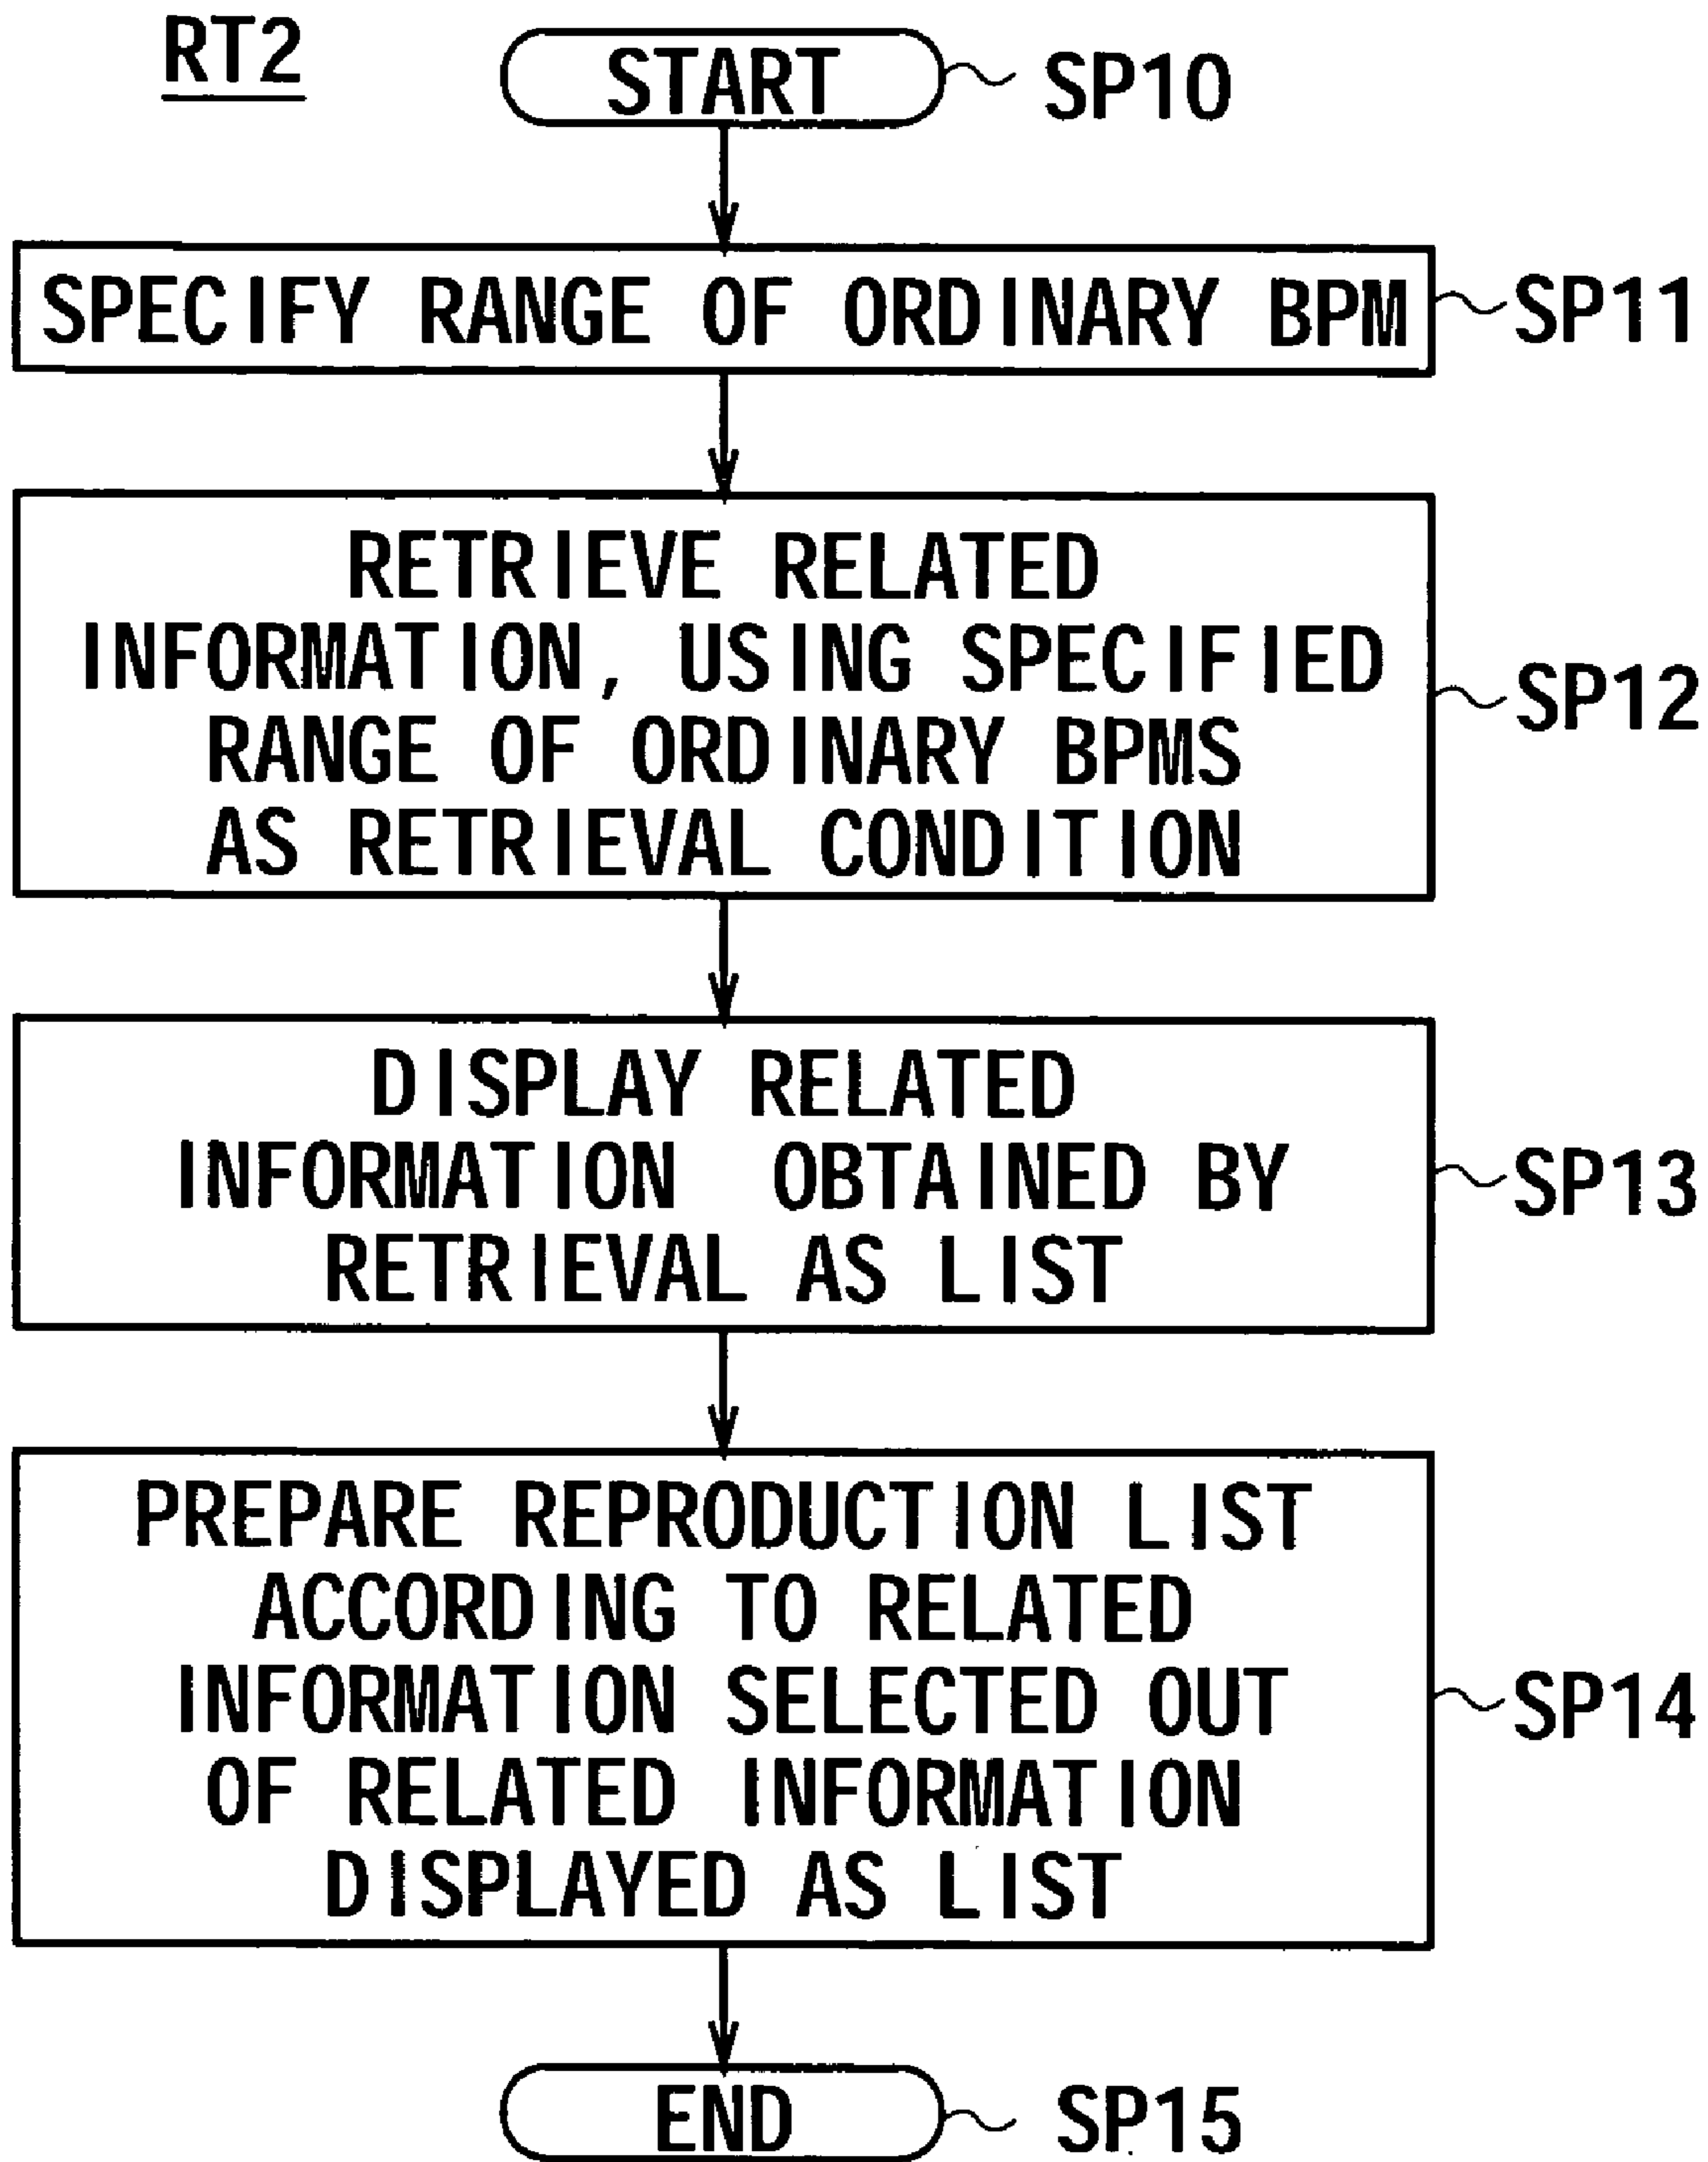 RT2
START
SP10
SPECIFY RANGE OF ORDINARY BPM
SP11
RETRIEVE RELATED
INFORMATION, USING SPECIFIED
RANGE OF ORDINARY BPMS
AS RETRIEVAL CONDITION
SP12
DISPLAY RELATED
INFORMATION OBTAINED BY
RETRIEVAL AS LIST
SP13
PREPARE REPRODUCTION LIST
ACCORDING TO RELATED
INFORMATION SELECTED OUT
OF RELATED INFORMATION
DISPLAYED AS LIST
SP14
END
SP15